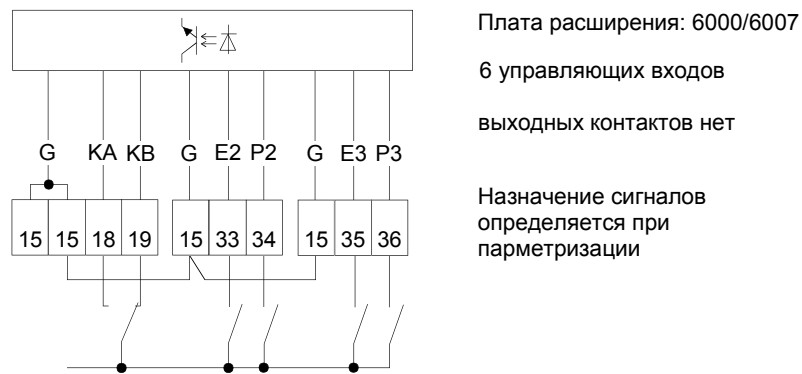 Плата расширения: 6000/6007
6 управляющих входов
выходных контактов нет
Назначение сигналов
определяется при
парметризации
G KA KB G E2 P2 G E3 P3
15 15 18 19 15 33 34 15 35 36